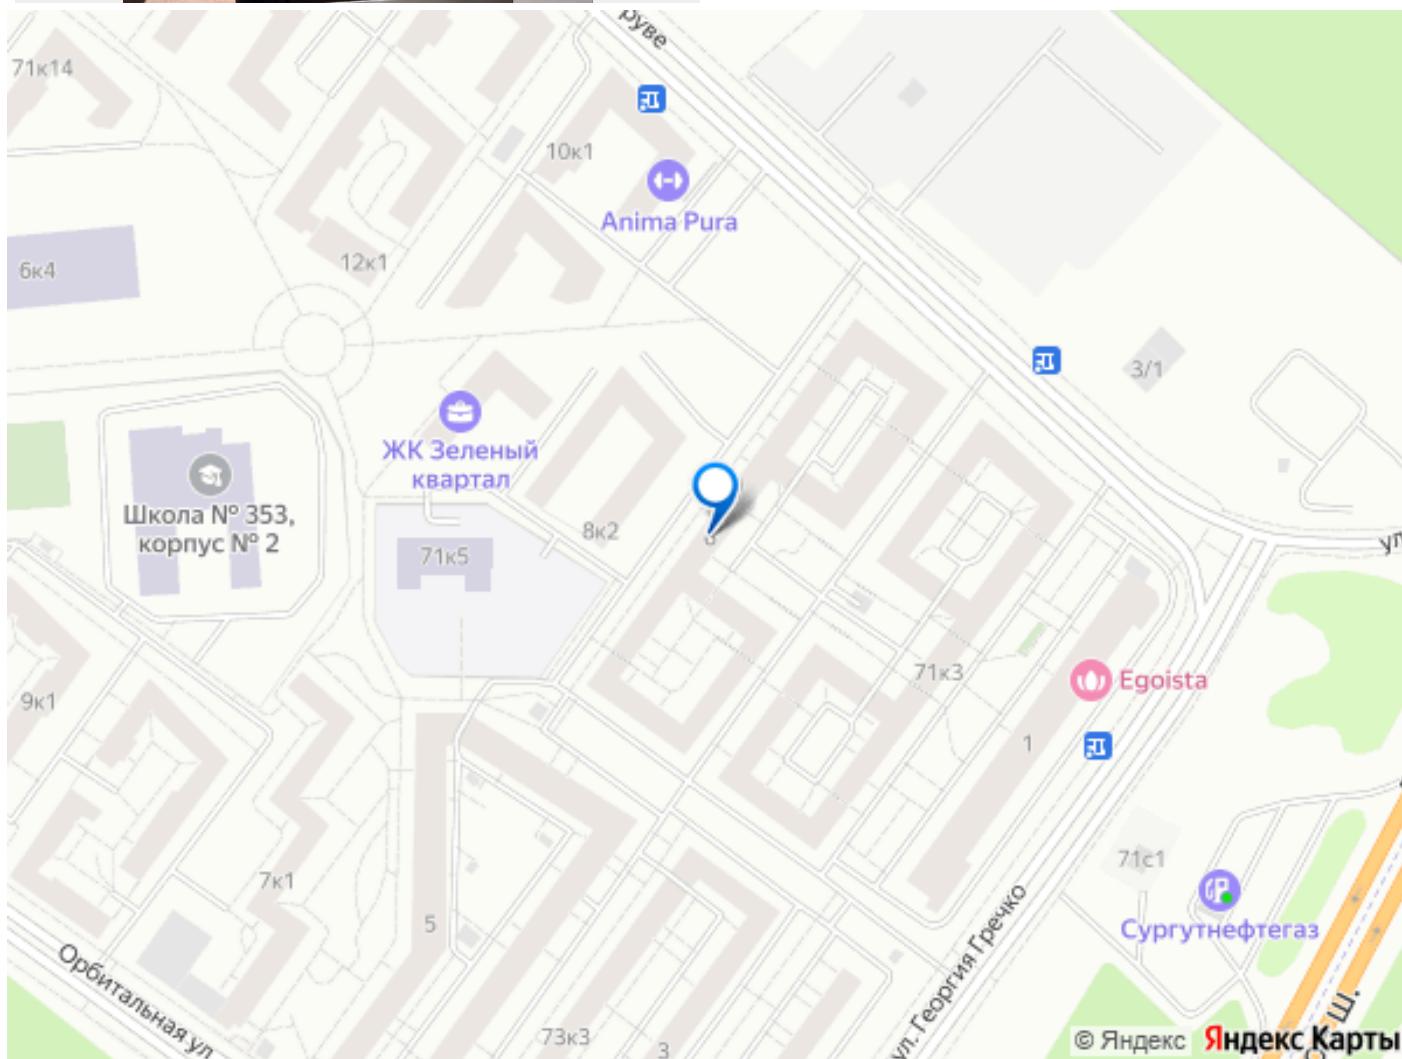 руве
71к14
10к1
Anima Pura
12к1
6к4
3/1
ЖК Зеленый
квартал
Школа № 353,
корпус № 2
8к2
71к5
ул
9к1
71к3
Egoista
1
71с1
7к1
5
Сургутнефтегаз
Орбитальная ул
ул. Георгия Гречко
73к3
3
Ш.
© Яндекс Яндекс Карты